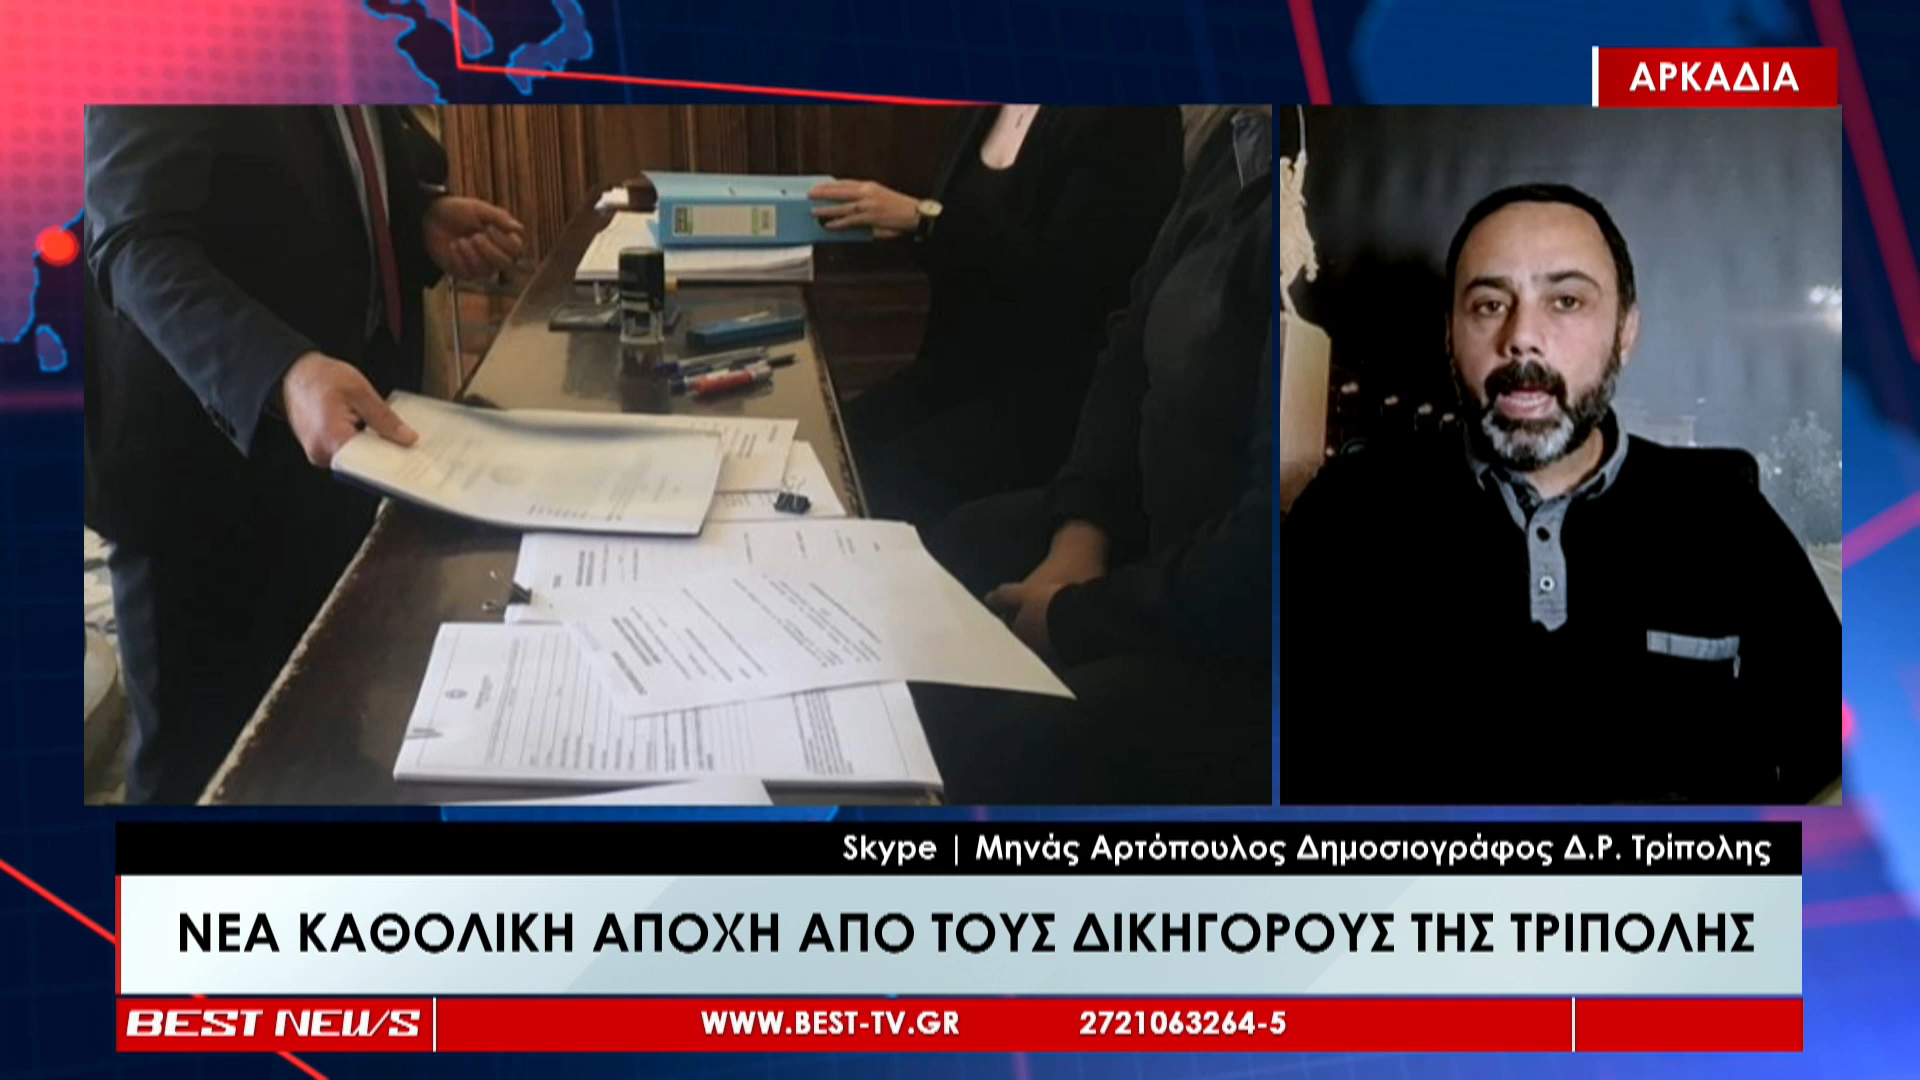 ΑΡΚΑΔΙΑ
Skype | Μηνάς Αρτόπουλος Δημοσιογράφος Δ.Ρ. Τρίπολης
ΝΕΑ ΚΑΘΟΛΙΚΗ ΑΠΟΧΗ ΑΠΟ ΤΟΥΣ ΔΙΚΗΓΟΡΟΥΣ ΤΗΣ ΤΡΙΠΟΛΗΣ
BEST NEWS WWW.BEST-TV.GR 2721063264-5